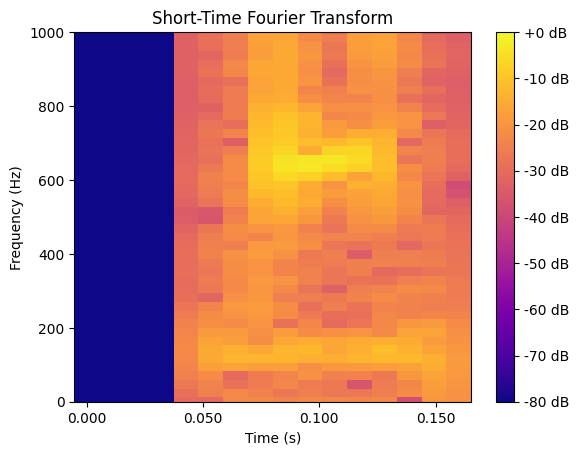 Short-Time Fourier Transform
1000
800
600
400
200
0
Frequency (Hz)
0.000
0.050
0.100
0.150
Time (s)
+0 dB
-10 dB
-20 dB
-30 dB
-40 dB
-50 dB
-60 dB
-70 dB
-80 dB